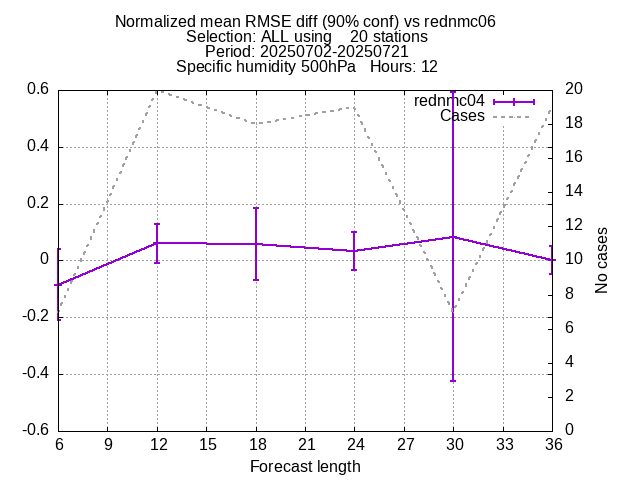 Normalized mean RMSE diff (90% conf) vs rednmc06
Selection: ALL using    20 stations
Period: 20250702-20250721
Specific humidity 500hPa   Hours: 12
rednmc04
Cases
0.6
0.4
0.2
0
-0.2
-0.4
-0.6
20
18
16
14
12
10
8
6
4
2
0
No cases
6 9 12 15 18 21 24 27 30 33 36
Forecast length